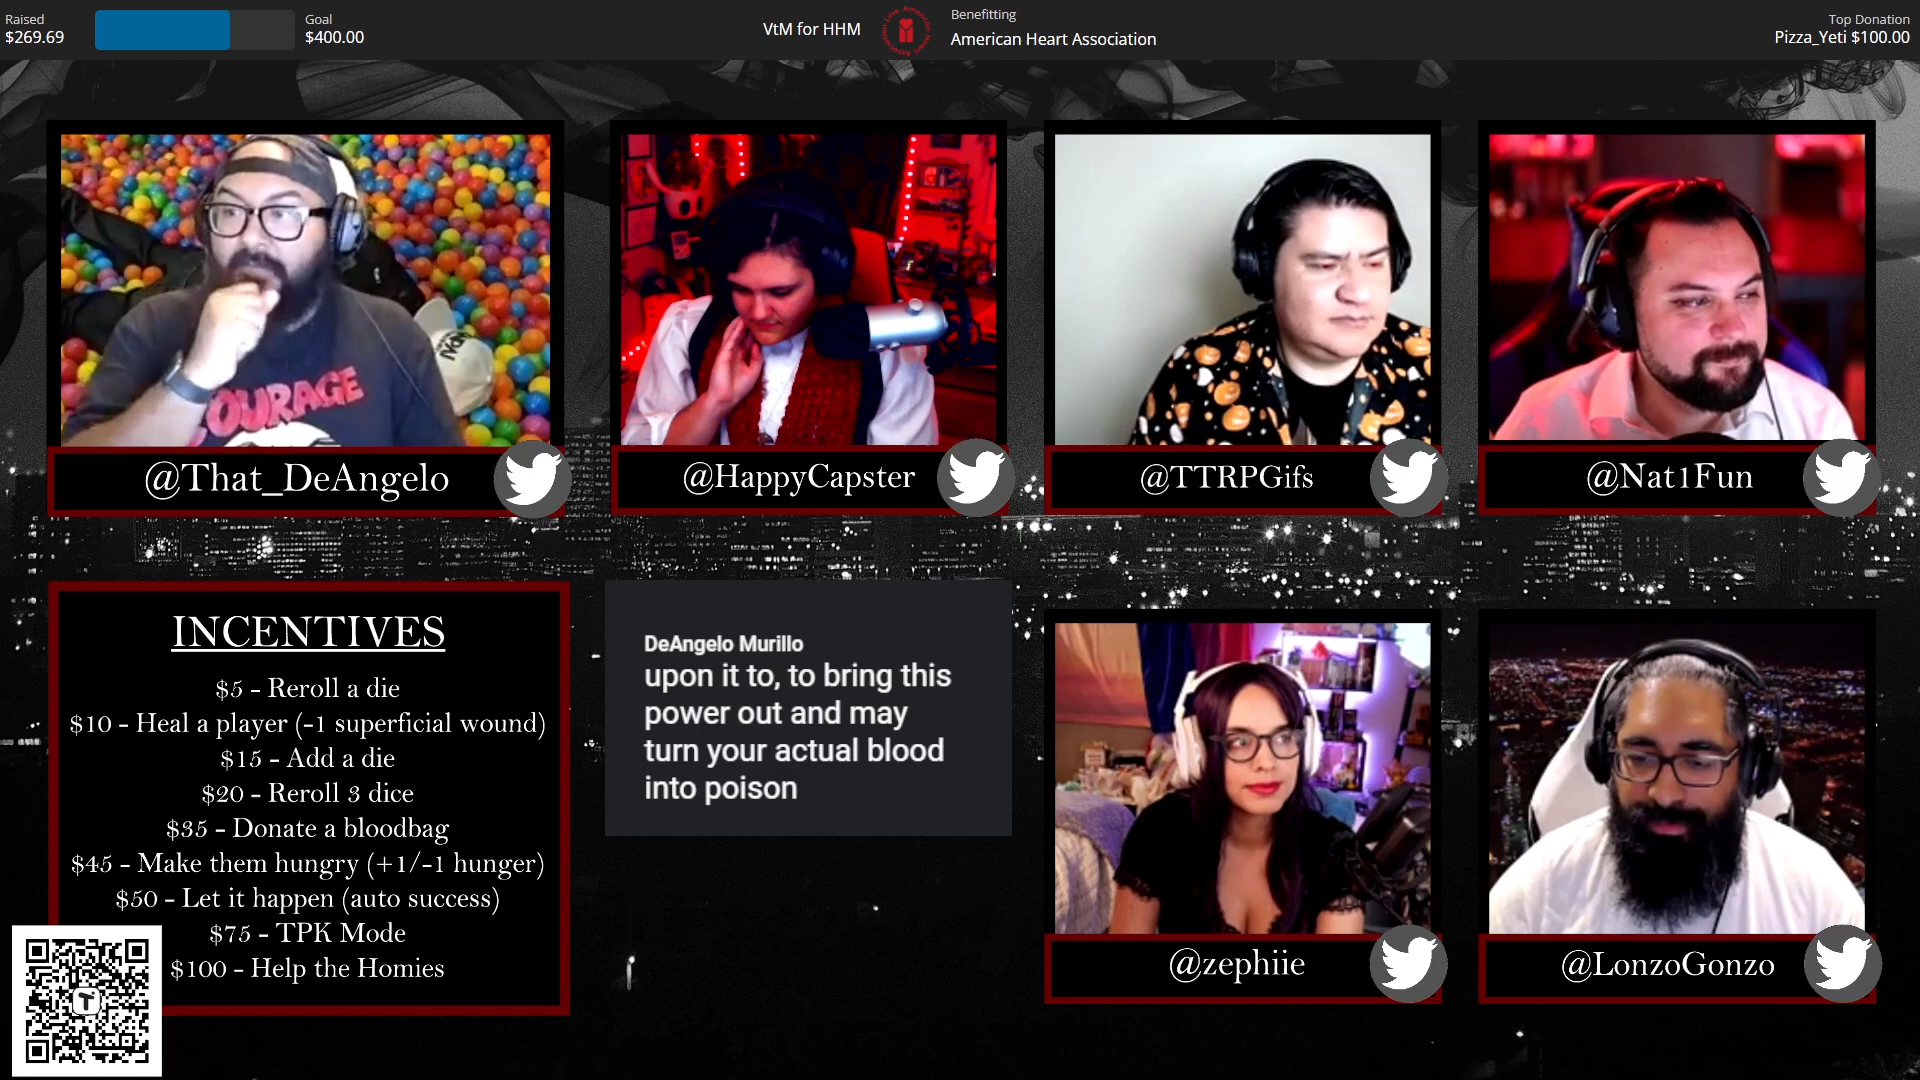 Raised
$269.69
Goal
$400.00
VtM for HHM
Benefitting
American Heart Association
Top Donation
Pizza_Yeti $100.00
OURAGE
@That_DeAngelo
@HappyCapster
@TTRPGifs
@Nat1Fun
INCENTIVES
$5 - Reroll a die
$10 - Heal a player (-1 superficial wound)
$15 - Add a die
$20 - Reroll 3 dice
$35 - Donate a bloodbag
$45 - Make them hungry (+1/-1 hunger)
$50 - Let it happen (auto success)
$75 - TPK Mode
$100 - Help the Homies
T
DeAngelo Murillo
upon it to, to bring this
power out and may
turn your actual blood
into poison
@zephiie
@LonzoGonzo